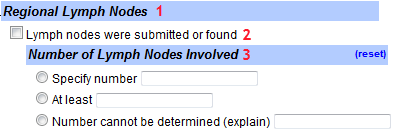 Regional Lymph Nodes 1
Lymph nodes were submitted or found 2
Number of Lymph Nodes Involved 3 (reset)
Specify number
At least
Number cannot be determined (explain)